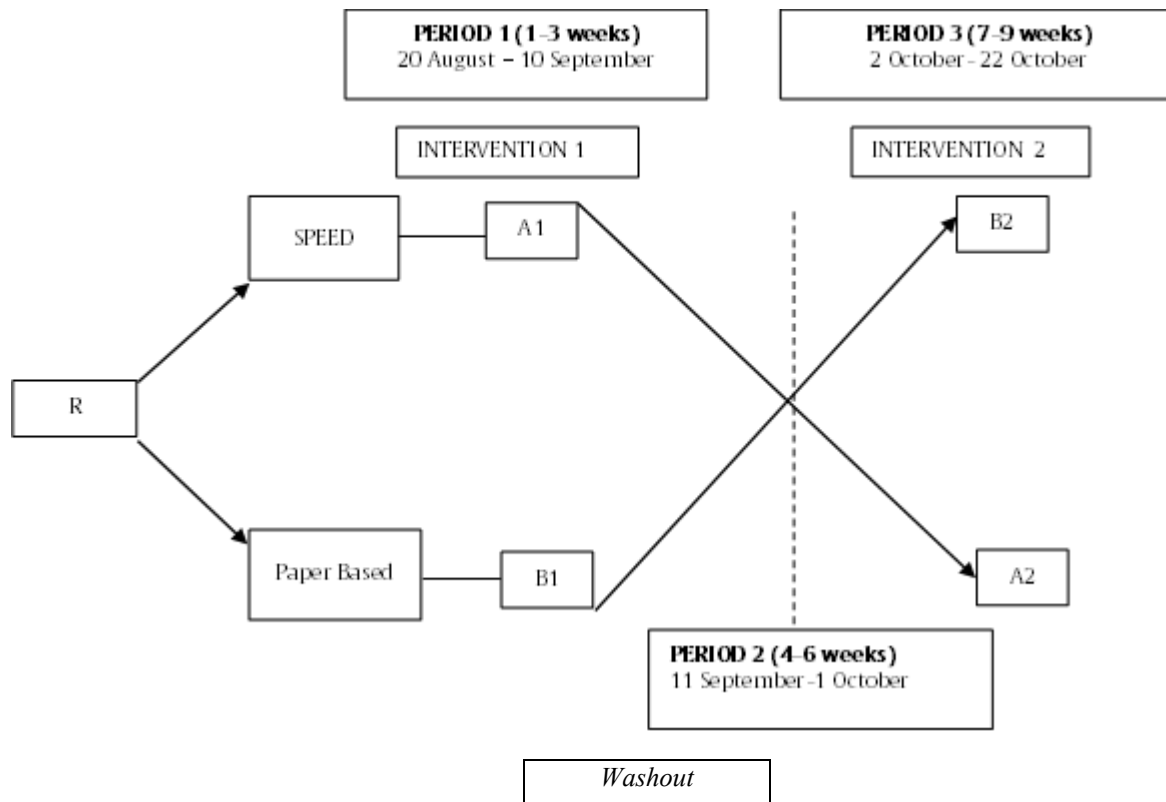 PERIOD 1 (1-3 weeks)
20 August – 10 September
PERIOD 3 (7-9 weeks)
2 October - 22 October
INTERVENTION 1
INTERVENTION 2
SPEED
A1
B2
R
Paper Based
B1
A2
PERIOD 2 (4-6 weeks)
11 September -1 October
Washout